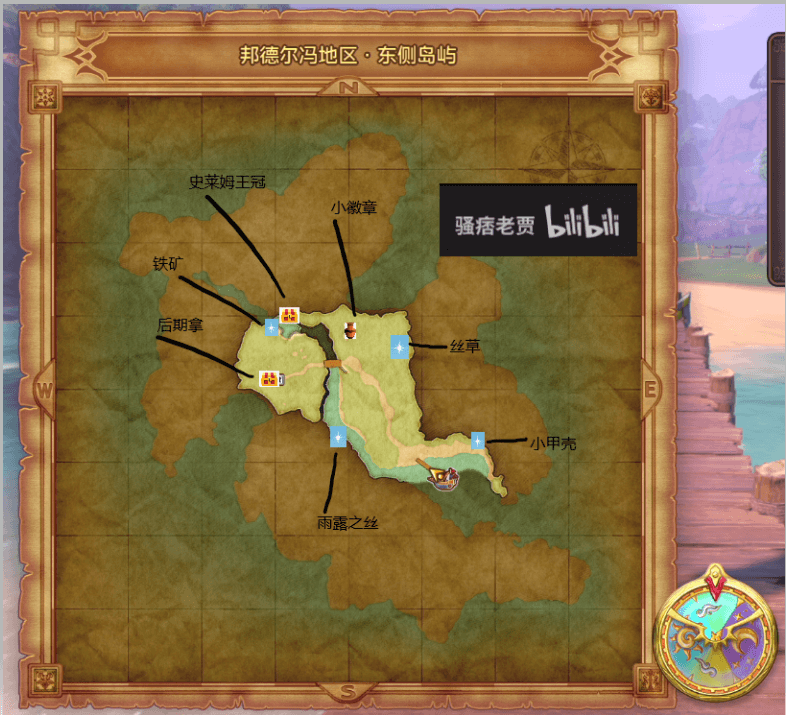 邦德尔冯地区·东侧岛屿
N
史莱姆王冠
小徽章
骚痞老贾 bilibili
铁矿
后期拿
丝草
W
E
小甲壳
雨露之丝
S